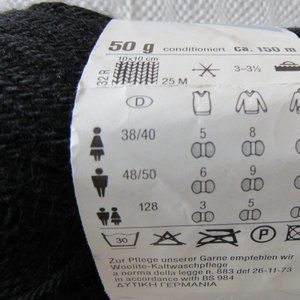 50 g conditioniert ca. 150 m
10x10 cm
32 R
25 M
3-3½
D
38/40 5 8
48/50 6 9
128 3 5
30
Zur Pflege unserer Garne empfehlen wir
Woolite-Kaltwaschpflege
a norma della legge n. 883 del 26-11-73
in accordance with BS 984
ΔΥΤΙΚΗ ΓΕΡΜΑΝΙΑ